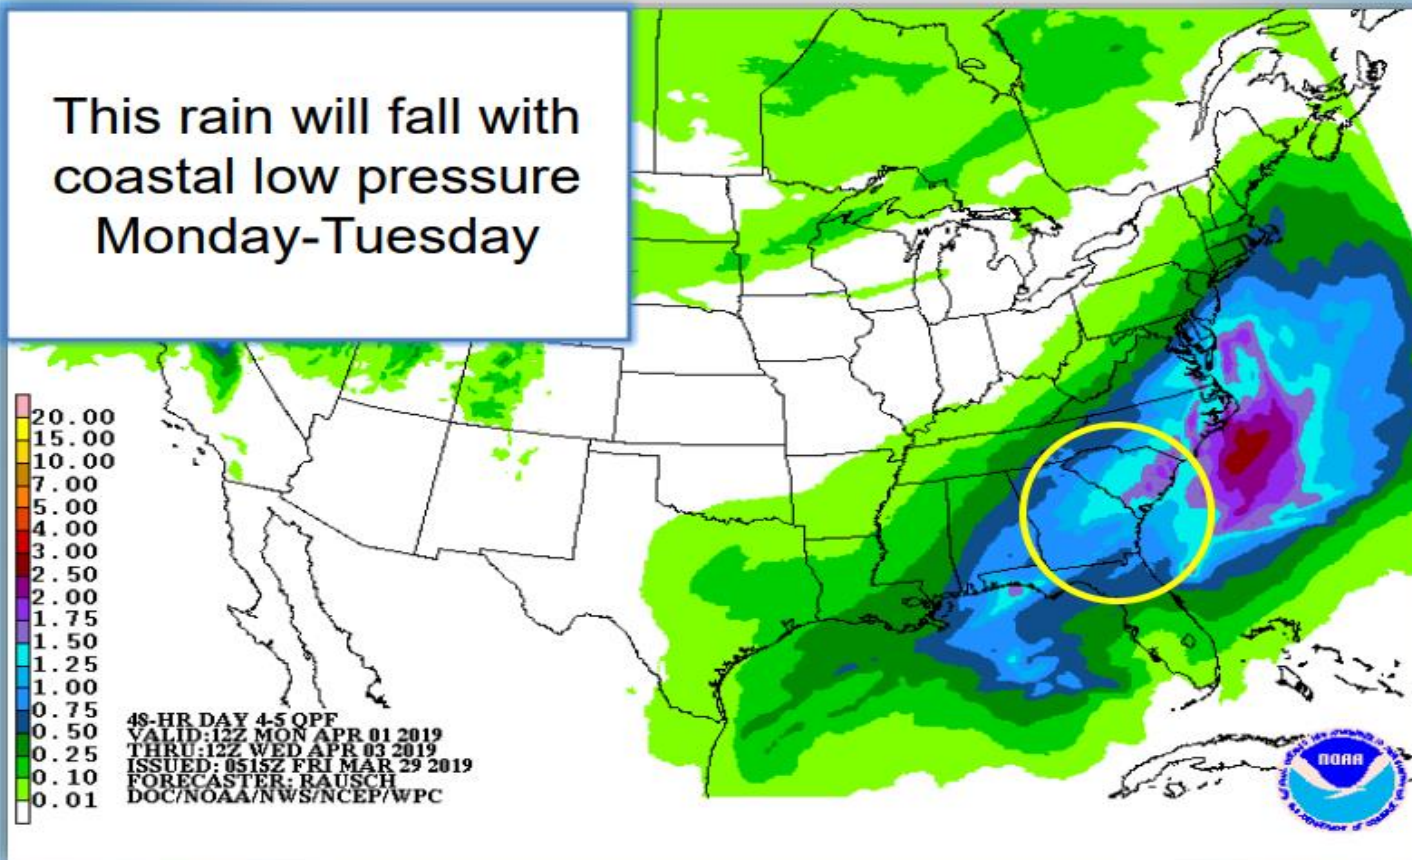 This rain will fall with
coastal low pressure
Monday-Tuesday
20.00
15.00
10.00
7.00
5.00
4.00
3.00
2.50
2.00
1.75
1.50
1.25
1.00
0.75
0.50
0.25
0.10
0.01
48-HR DAY 4-5 QPF
VALID:12Z MON APR 01 2019
THRU:12Z WED APR 03 2019
ISSUED: 0515Z FRI MAR 29 2019
FORECASTER: RAUSCH
DOC/NOAA/NWS/NCEP/WPC
NOAA